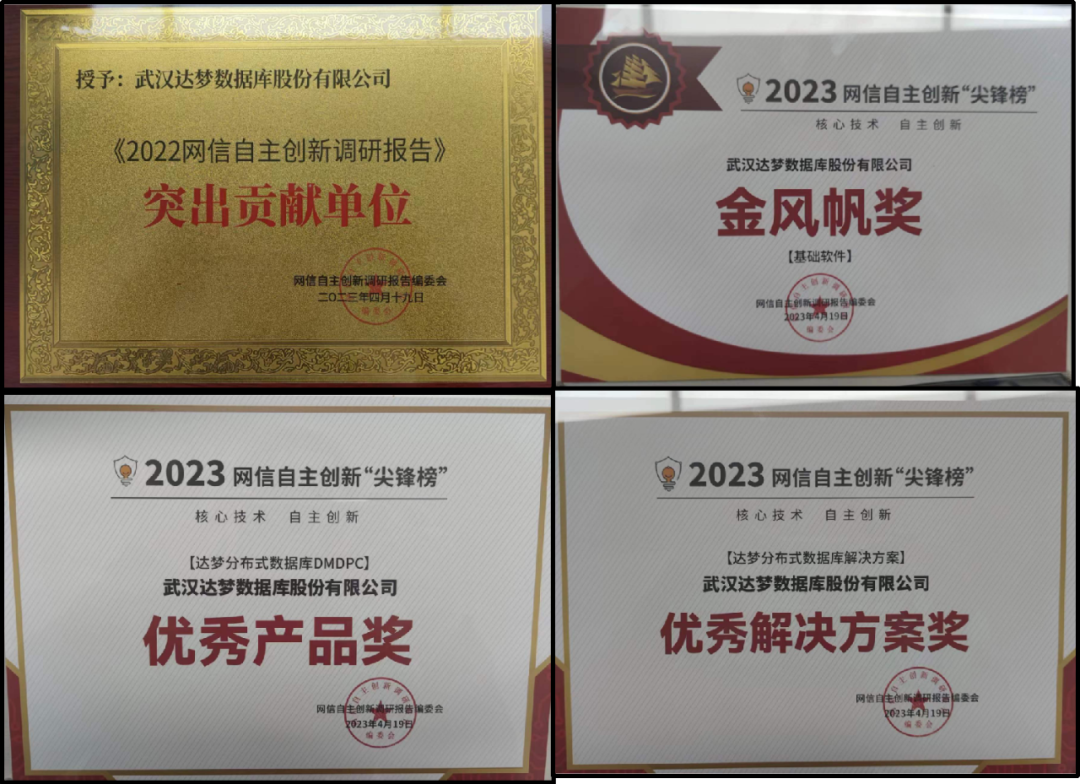 授予：武汉达梦数据库股份有限公司
《2022网信自主创新调研报告》
突出贡献单位
网信自主创新调研报告编委会
二〇二三年四月十九日
编委会
2023 网信自主创新“尖锋榜”
核心技术 自主创新
武汉达梦数据库股份有限公司
金风帆奖
【基础软件】
网信自主创新调研报告编委会
2023年4月19日
编委会
2023 网信自主创新“尖锋榜”
核心技术 自主创新
【达梦分布式数据库DMDPC】
武汉达梦数据库股份有限公司
优秀产品奖
网信自主创新调研报告编委会
2023年4月19日
编委会
2023 网信自主创新“尖锋榜”
核心技术 自主创新
【达梦分布式数据库解决方案】
武汉达梦数据库股份有限公司
优秀解决方案奖
网信自主创新调研报告编委会
2023年4月19日
编委会